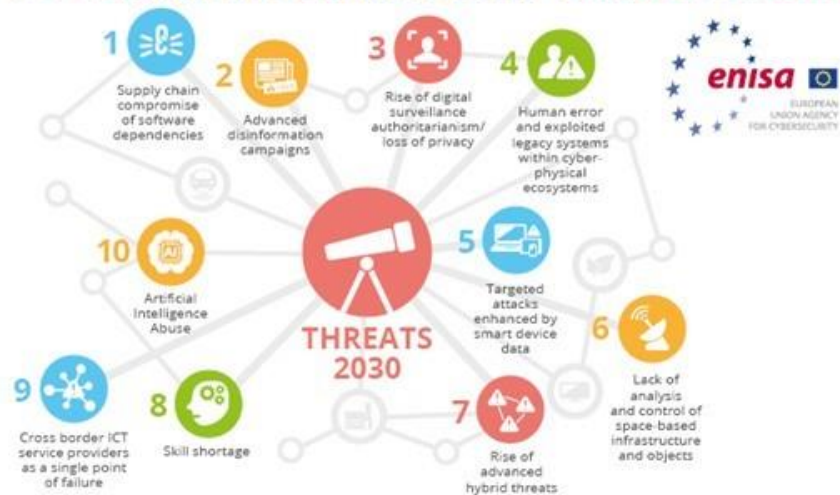 1
Supply chain
compromise
of software
dependencies
2
Advanced
disinformation
campaigns
3
Rise of digital
surveillance
authoritarianism/
loss of privacy
4
Human error
and exploited
legacy systems
within cyber-
physical
ecosystems
enisa
EUROPEAN
UNION AGENCY
FOR CYBERSECURITY
10
AI
Artificial
Intelligence
Abuse
THREATS
2030
5
Targeted
attacks
enhanced by
smart device
data
6
Lack of
analysis
and control of
space-based
infrastructure
and objects
9
Cross border ICT
service providers
as a single point
of failure
8
Skill shortage
7
Rise of
advanced
hybrid threats